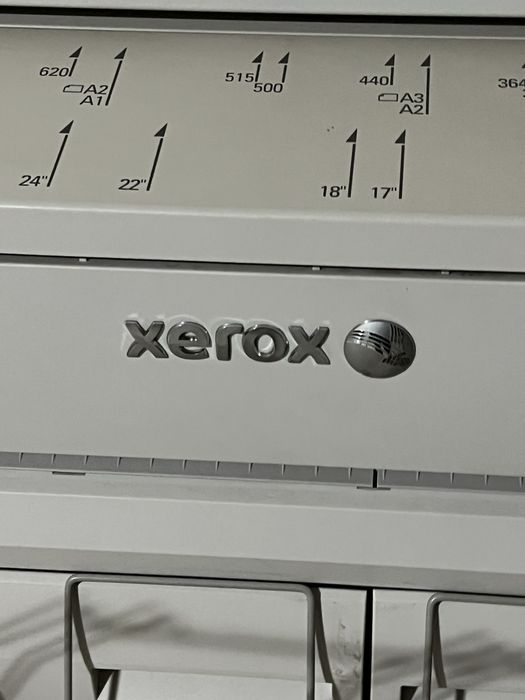 620 515 500 440 364
A2 A3
A1 A2
24" 22" 18" 17"
xerox